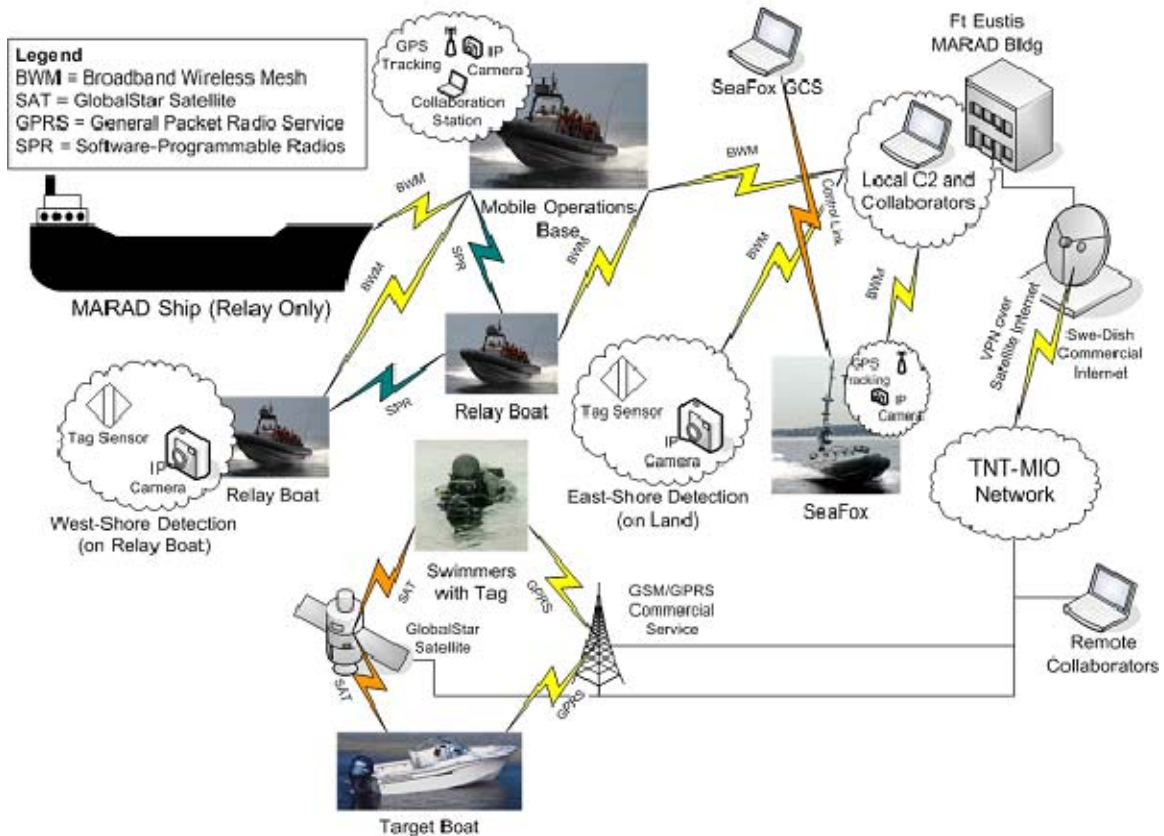 Legend
BWM = Broadband Wireless Mesh
SAT = GlobalStar Satellite
GPRS = General Packet Radio Service
SPR = Software-Programmable Radios
GPS
Tracking
IP
Camera
Collaboration
Station
Mobile Operations
Base
SeaFox GCS
Ft Eustis
MARAD Bldg
Local C2 and
Collaborators
BWM
BWM
SPR
BWM
BWM
Control Link
BWM
BWM
MARAD Ship (Relay Only)
Swe-Dish
Commercial
Internet
VPN over
Satellite Internet
Relay Boat
SPR
Tag Sensor
IP
Camera
Relay Boat
West-Shore Detection
(on Relay Boat)
Tag Sensor
IP
Camera
East-Shore Detection
(on Land)
GPS
Tracking
IP
Camera
SeaFox
TNT-MIO
Network
Swimmers
with Tag
SAT
GPRS
GlobalStar
Satellite
GSM/GPRS
Commercial
Service
SAT
GPRS
Remote
Collaborators
Target Boat